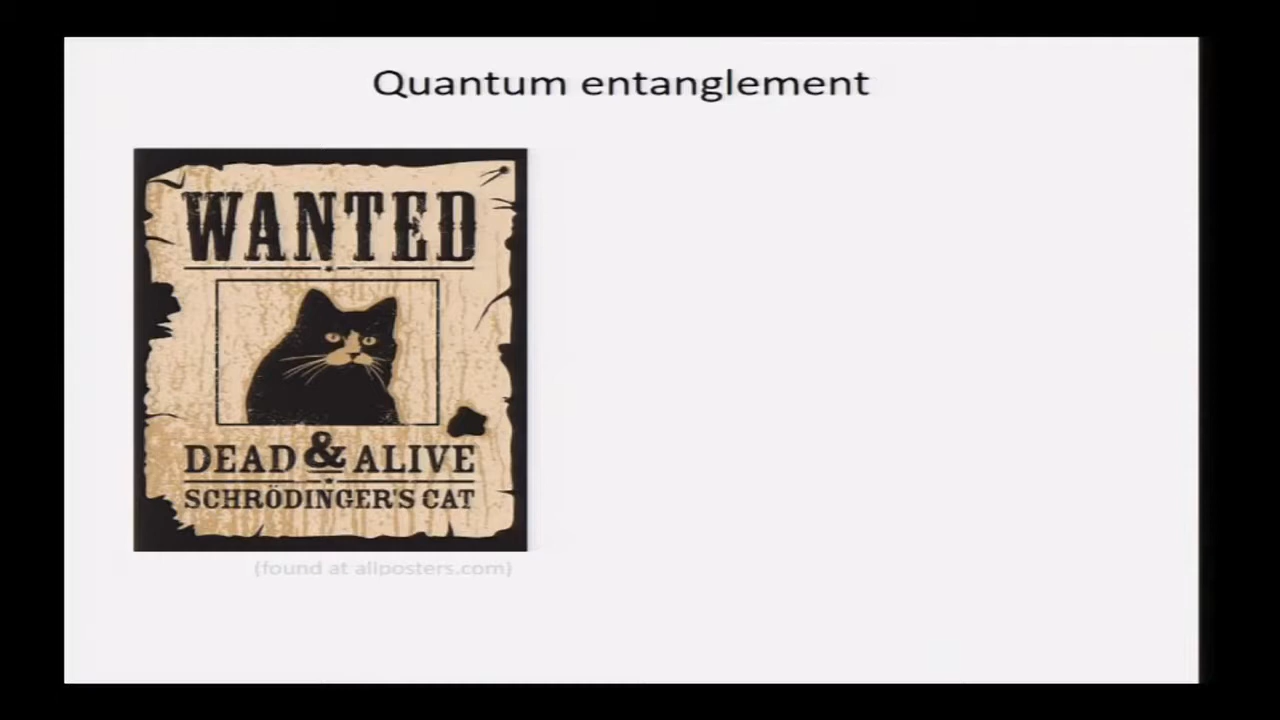 Quantum entanglement
WANTED
DEAD & ALIVE
SCHRÖDINGER'S CAT
(found at allposters.com)